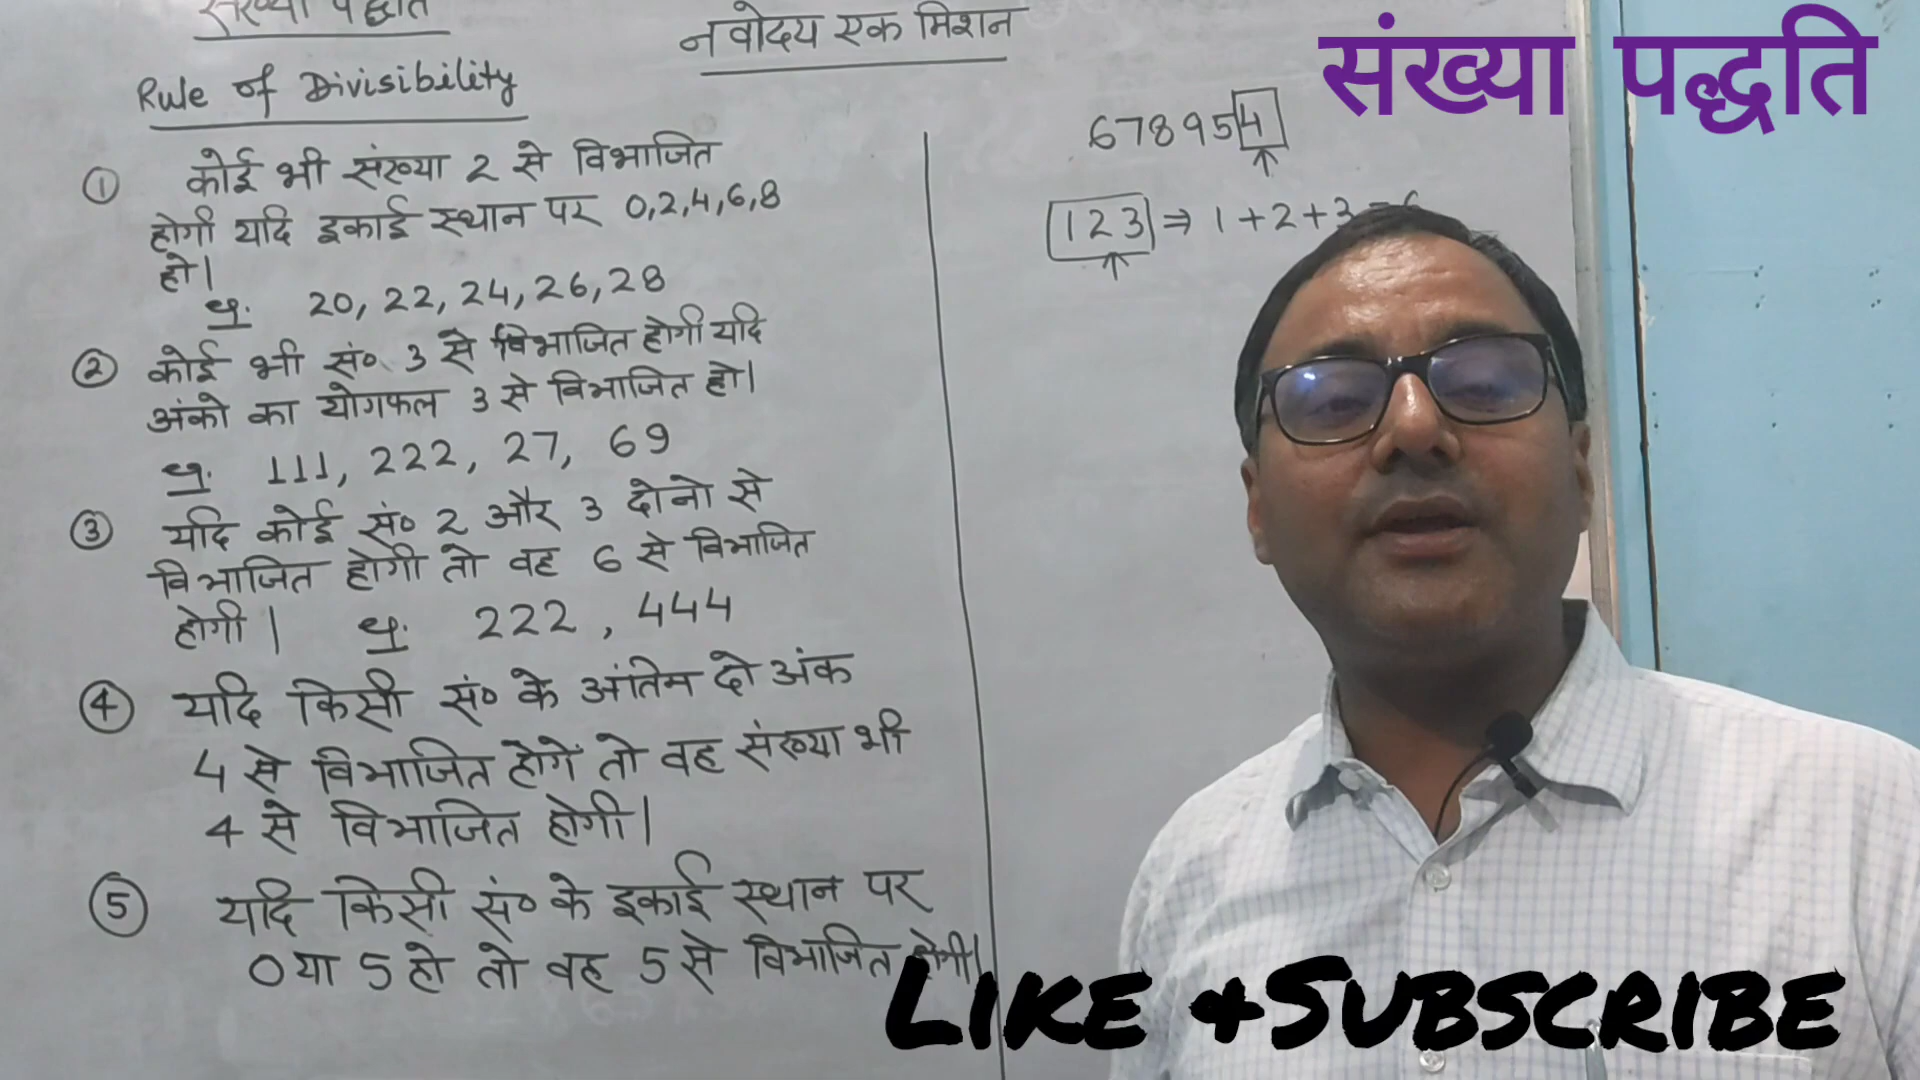 संख्या पद्धति
नवोदय एक मिशन
संख्या पद्धति
Rule of Divisibility
① कोई भी संख्या 2 से विभाजित
होगी यदि इकाई स्थान पर 0,2,4,6,8
हो।
20, 22, 24, 26, 28
② कोई भी सं० 3 से विभाजित होगी यदि
अंको का योगफल 3 से विभाजित हो।
111, 222, 27, 69
③ यदि कोई सं० 2 और 3 दोनो से
विभाजित होगी तो वह 6 से विभाजित
होगी। 222, 444
④ यदि किसी सं० के अंतिम दो अंक
4 से विभाजित होगें तो वह संख्या भी
4 से विभाजित होगी।
⑤ यदि किसी सं० के इकाई स्थान पर
0 या 5 हो तो वह 5 से विभाजित होगी।
678954
123 ⇒ 1+2+3=6
LIKE &SUBSCRIBE